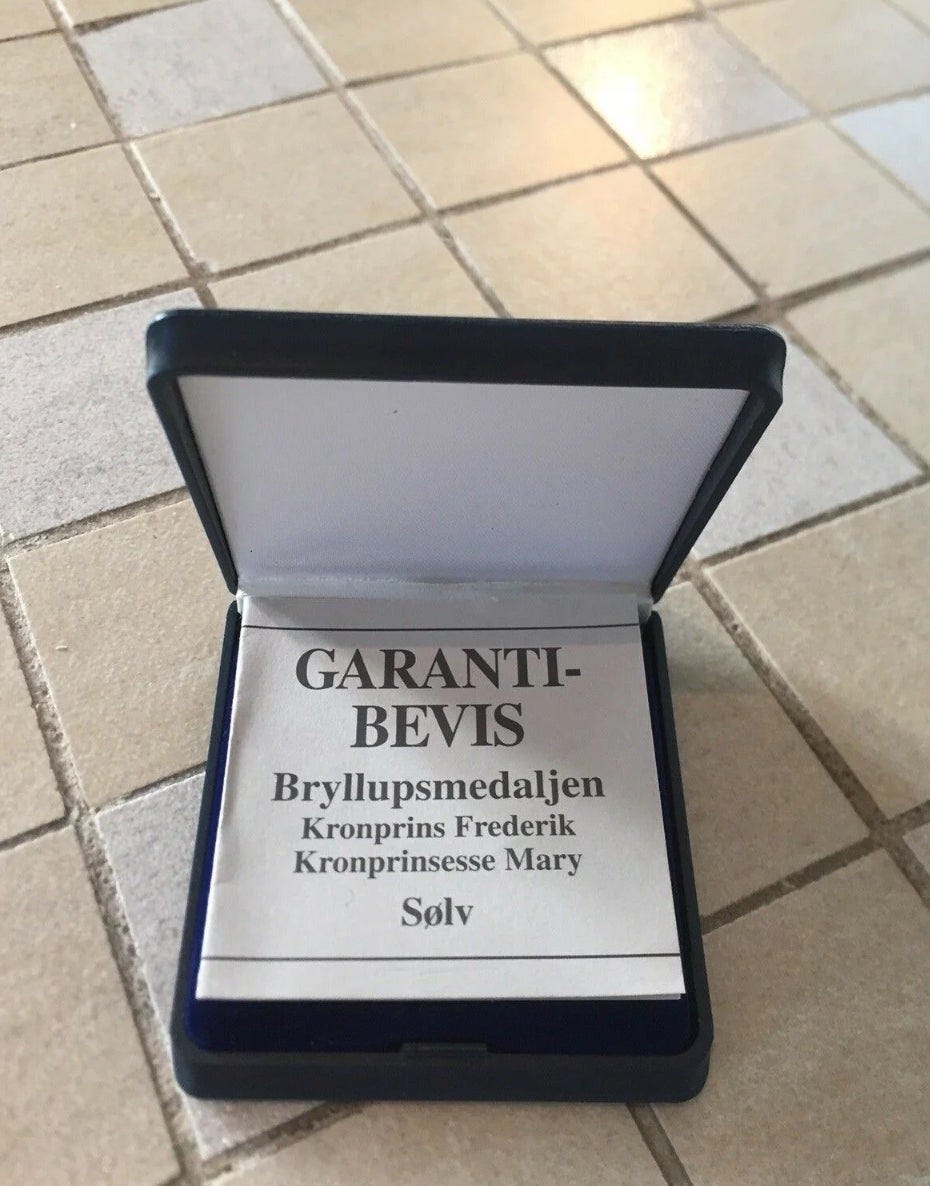 GARANTI-
BEVIS
Bryllupsmedaljen
Kronprins Frederik
Kronprinsesse Mary
Sølv